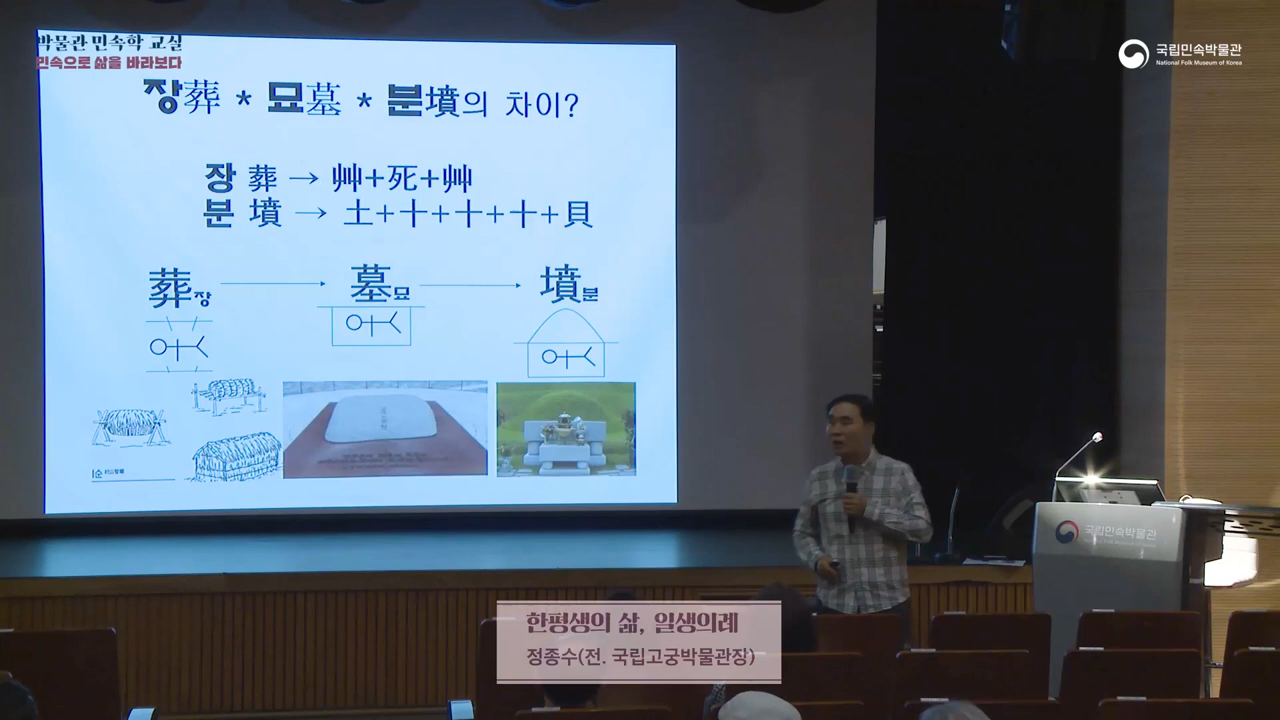 박물관 민속학 교실
민속으로 삶을 바라보다
국립민속박물관
National Folk Museum of Korea
장葬 * 묘墓 * 분墳의 차이?
장 葬 → 艸+死+艸
분 墳 → 土+十+十+十+貝
葬장
墓묘
墳분
국립민속박물관
한평생의 삶, 일생의례
정종수(전. 국립고궁박물관장)